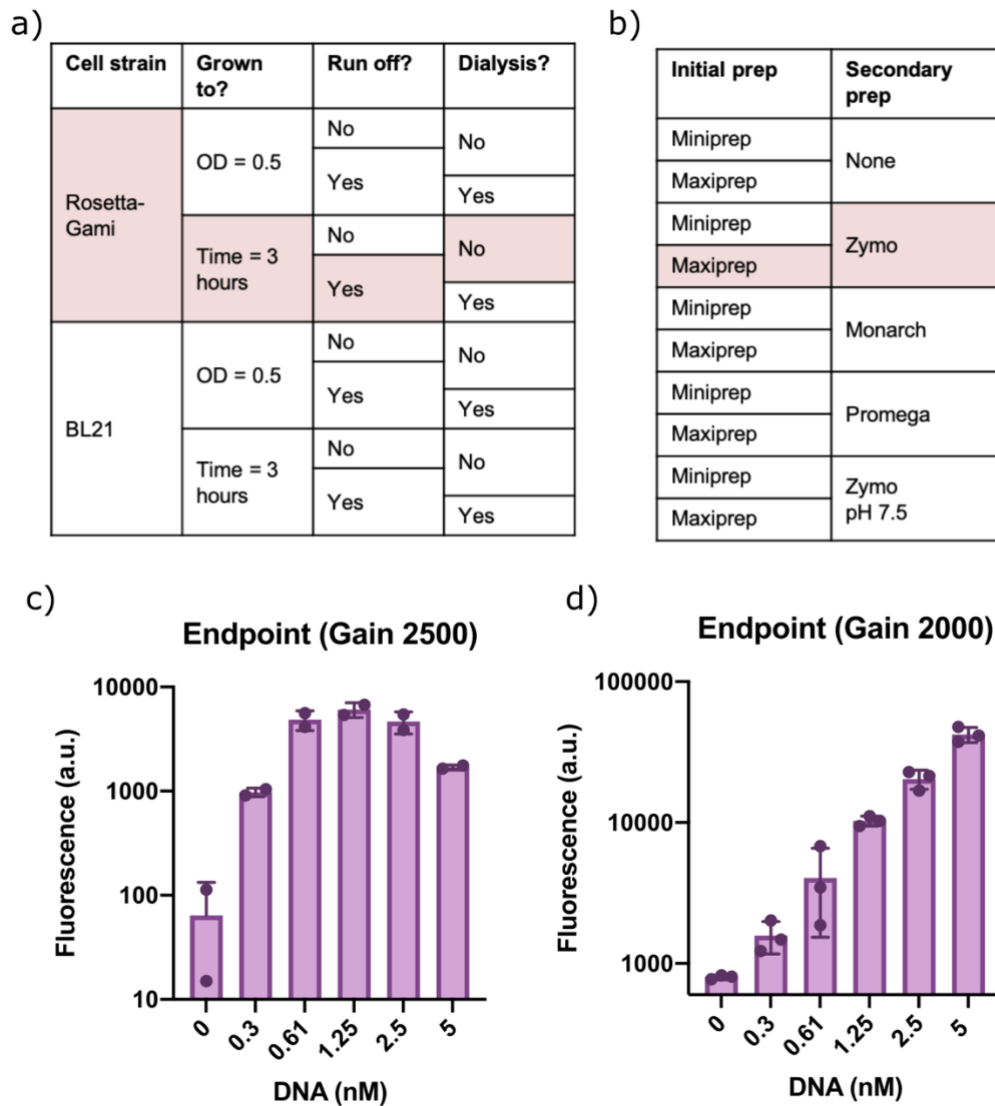 a)
Cell strain
Grown
to?
Run off?
Dialysis?
Rosetta-
Gami
OD = 0.5
No
Yes
No
Yes
Time = 3
hours
No
Yes
No
Yes
BL21
OD = 0.5
No
Yes
No
Yes
Time = 3
hours
No
Yes
No
Yes
b)
Initial prep
Secondary
prep
Miniprep
Maxiprep
None
Miniprep
Maxiprep
Zymo
Miniprep
Maxiprep
Monarch
Miniprep
Maxiprep
Promega
Miniprep
Maxiprep
Zymo
pH 7.5
c)
Endpoint (Gain 2500)
Fluorescence (a.u.)
10000
1000
100
10
0
0.3
0.61
1.25
2.5
5
DNA (nM)
d)
Endpoint (Gain 2000)
Fluorescence (a.u.)
100000
10000
1000
0
0.3
0.61
1.25
2.5
5
DNA (nM)